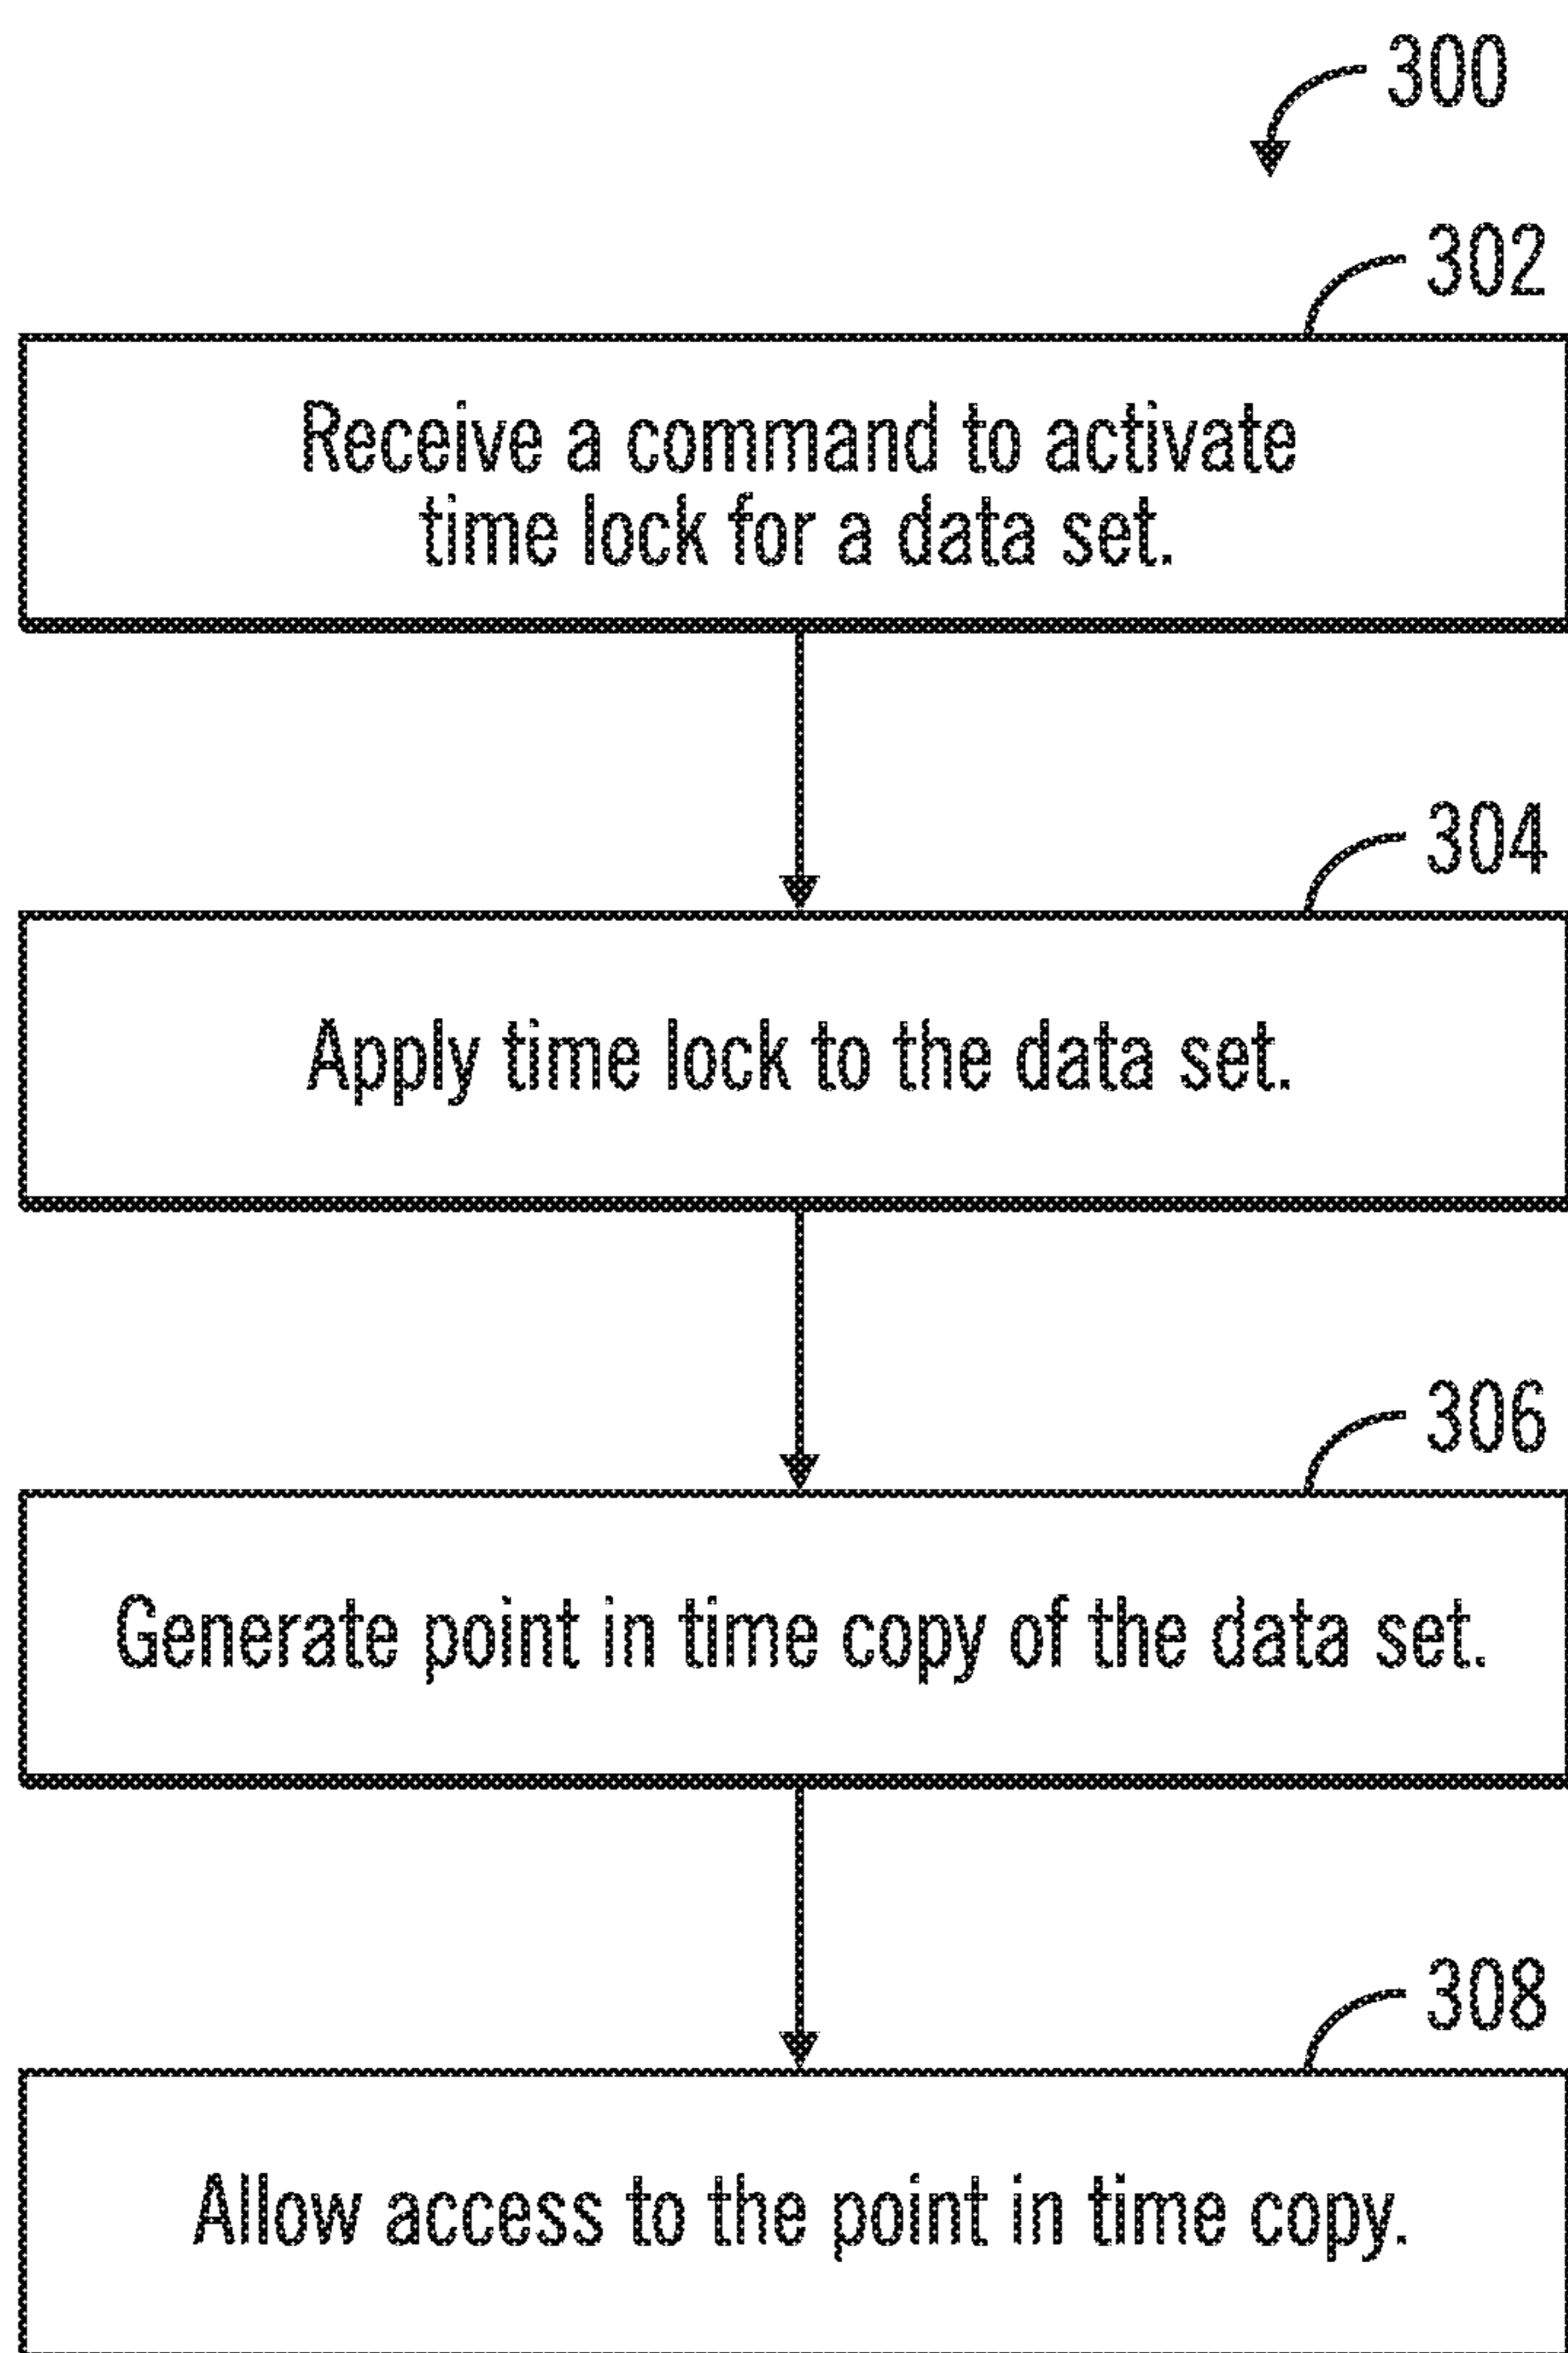 300
302
Receive a command to activate
time lock for a data set.
304
Apply time lock to the data set.
306
Generate point in time copy of the data set.
308
Allow access to the point in time copy.